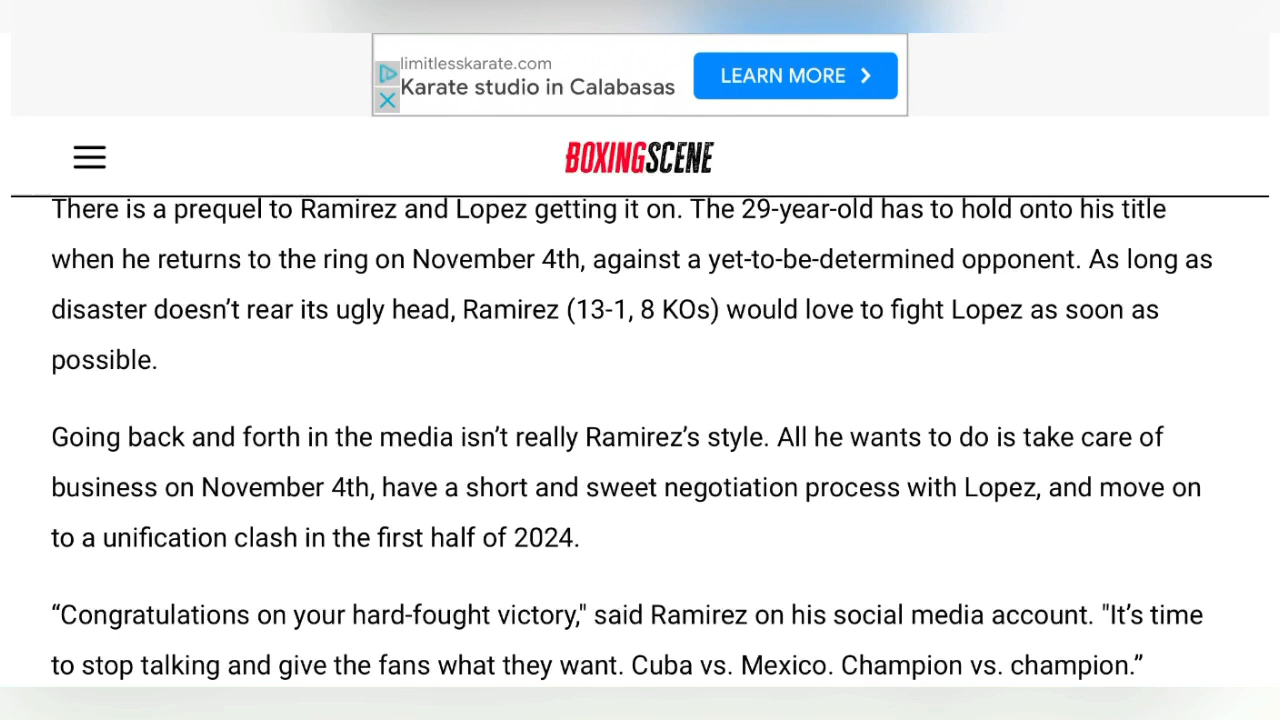 limitlesskarate.com
Karate studio in Calabasas
LEARN MORE
BOXINGSCENE
There is a prequel to Ramirez and Lopez getting it on. The 29-year-old has to hold onto his title
when he returns to the ring on November 4th, against a yet-to-be-determined opponent. As long as
disaster doesn’t rear its ugly head, Ramirez (13-1, 8 KOs) would love to fight Lopez as soon as
possible.
Going back and forth in the media isn’t really Ramirez’s style. All he wants to do is take care of
business on November 4th, have a short and sweet negotiation process with Lopez, and move on
to a unification clash in the first half of 2024.
“Congratulations on your hard-fought victory," said Ramirez on his social media account. "It’s time
to stop talking and give the fans what they want. Cuba vs. Mexico. Champion vs. champion.”